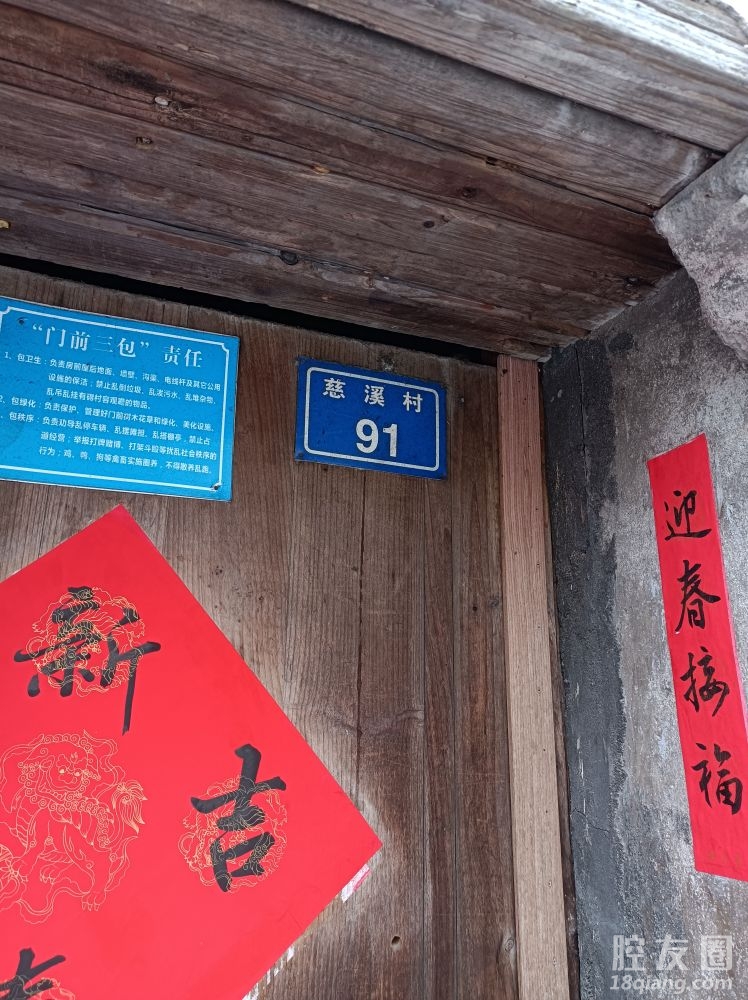 “门前三包”责任
1、包卫生：负责房前屋后地面、墙壁、沟渠、电线杆及其它公用
设施的保洁；禁止乱倒垃圾、乱泼污水、乱堆杂物、
乱吊乱挂有碍村容观瞻的物品。
2、包绿化：负责保护、管理好门前树木花草和绿化、美化设施。
包秩序：负责劝导乱停车辆、乱摆摊担、乱搭棚亭，禁止占
道经营；举报打牌赌博、打架斗殴等扰乱社会秩序的
行为；鸡、鸭、狗等禽畜实施圈养，不得散养乱跑。
慈溪村
91
新
吉
迎春接福
腔友圈
18qiang.com